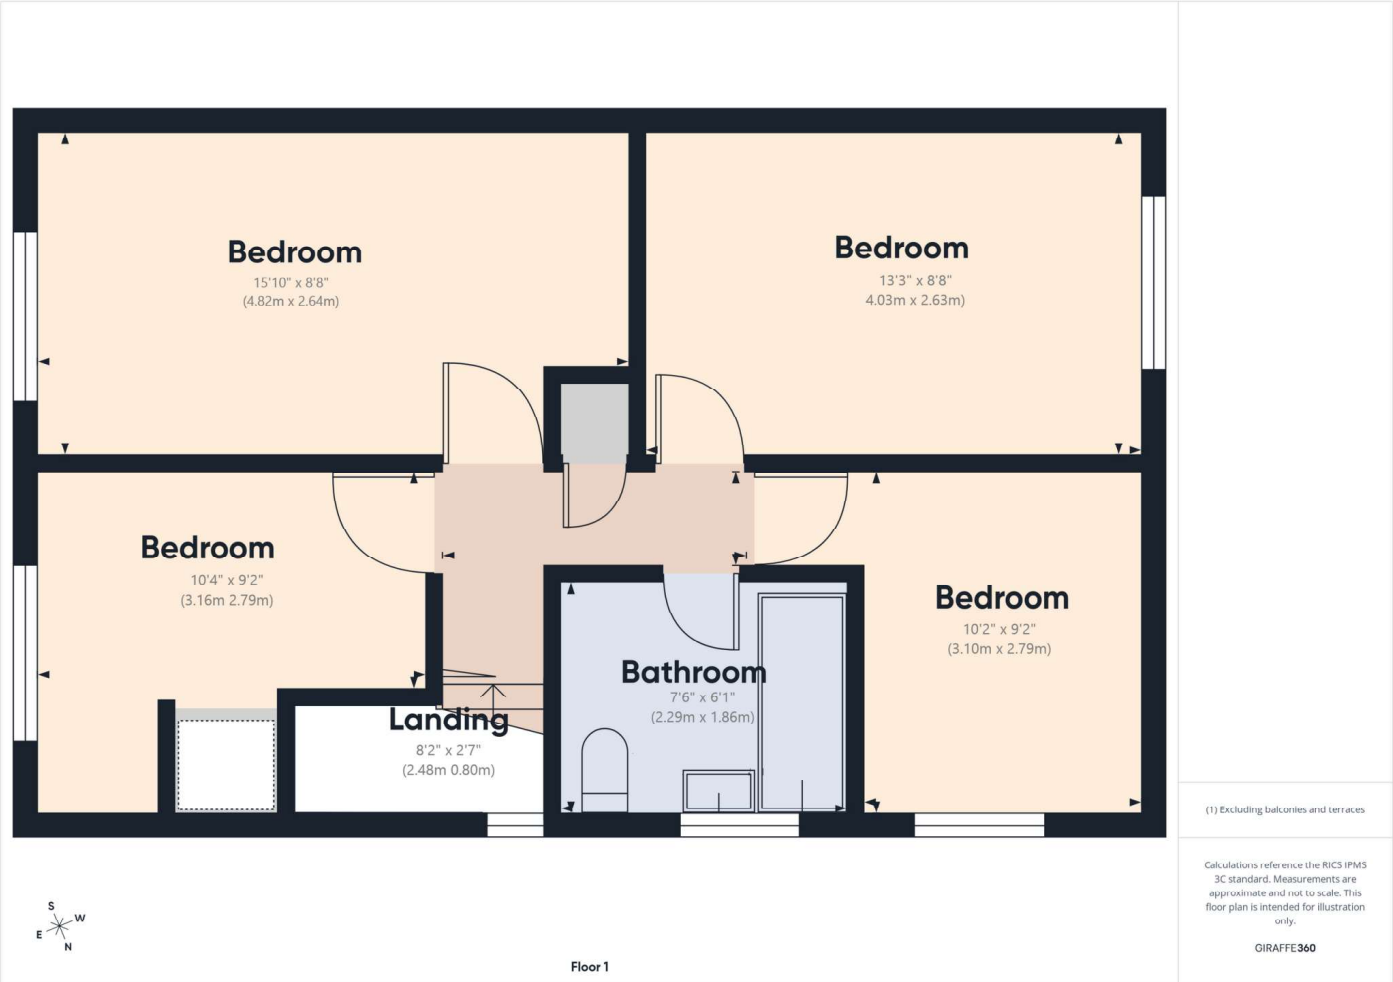 Bedroom
15'10" x 8'8"
(4.82m x 2.64m)
Bedroom
13'3" x 8'8"
4.03m x 2.63m)
Bedroom
10'4" x 9'2"
(3.16m 2.79m)
Bedroom
10'2" x 9'2"
(3.10m x 2.79m)
Bathroom
7'6" x 6'1"
(2.29m x 1.86m)
Landing
8'2" x 2'7"
(2.48m 0.80m)
(1) Excluding balconies and terraces
Calculations reference the RICS IPMS
3C standard. Measurements are
approximate and not to scale. This
floor plan is intended for illustration
only.
GIRAFFE360
S
W
E
N
Floor 1